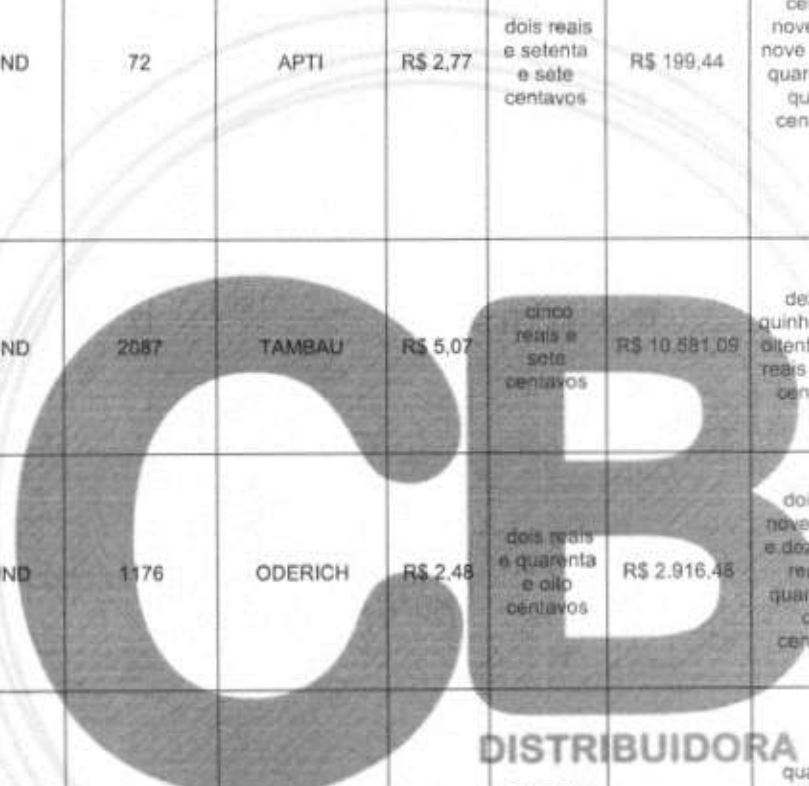 ND 72 APTI R$ 2,77 dois reais e setenta e sete centavos R$ 199,44
ND 2087 TAMBAU R$ 5,07 cinco reais e sete centavos R$ 10.581,09
ND 1176 ODERICH R$ 2,48 dois reais e quarenta e oito centavos R$ 2.916,48
CB
DISTRIBUIDORA